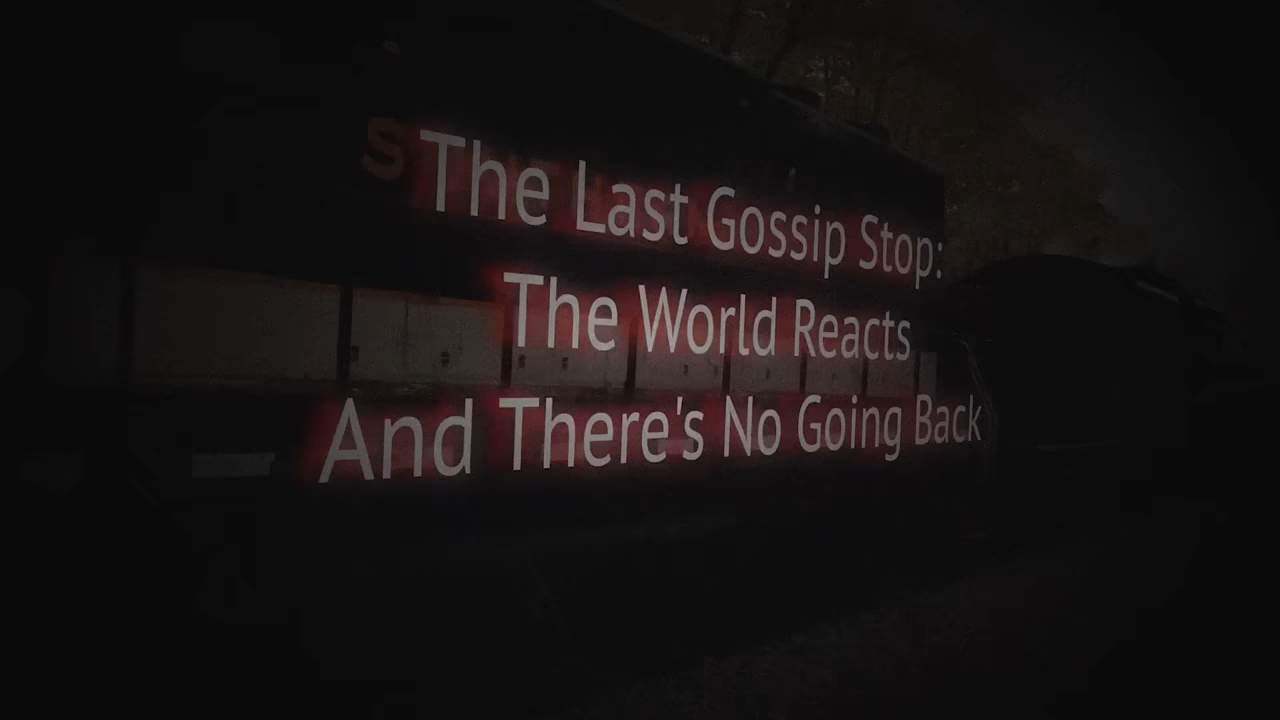 The Last Gossip Stop:
The World Reacts
And There's No Going Back